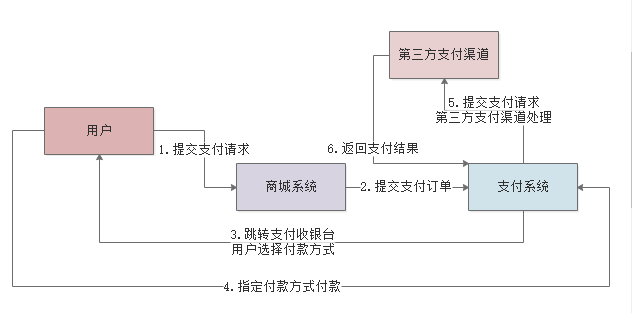 第三方支付渠道
5.提交支付请求
第三方支付渠道处理
用户
1.提交支付请求
6.返回支付结果
商城系统
2.提交支付订单
支付系统
3.跳转支付收银台
用户选择付款方式
4.指定付款方式付款